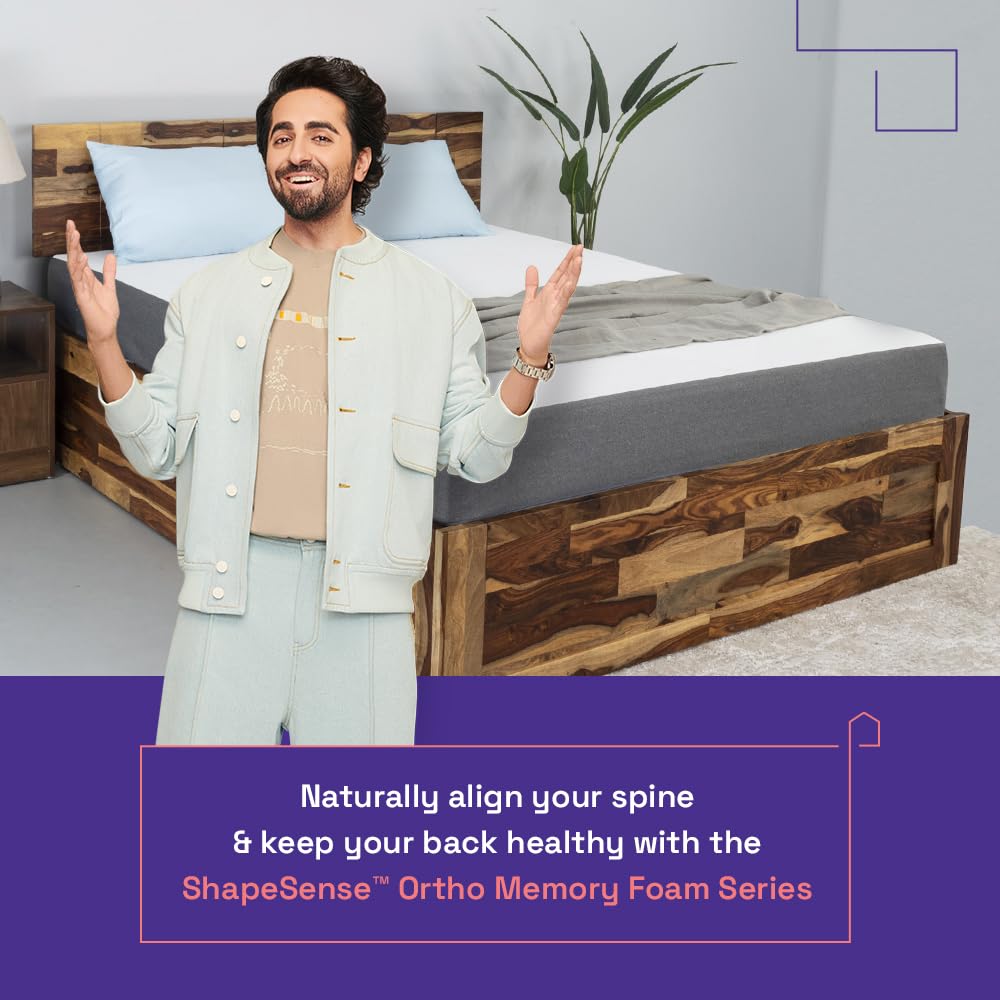 Naturally align your spine
& keep your back healthy with the
ShapeSense™ Ortho Memory Foam Series